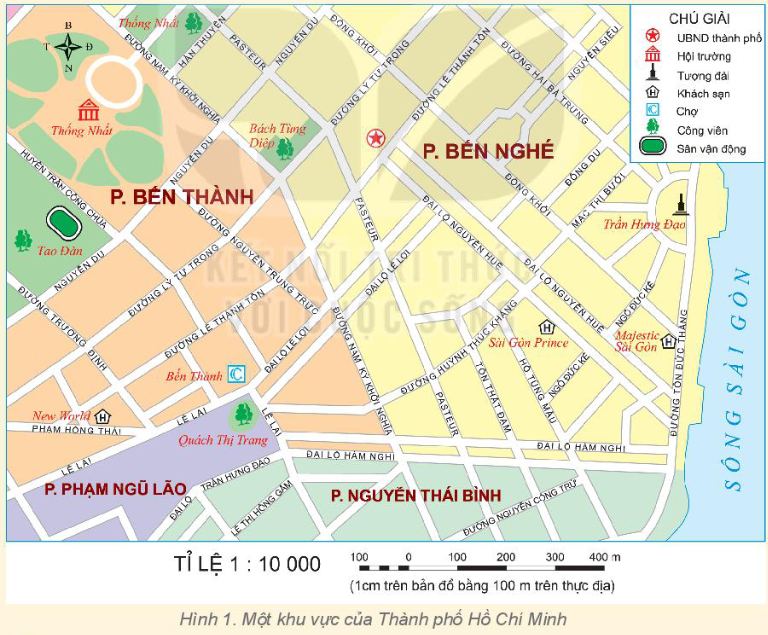 CHÚ GIẢI
UBND thành phố
Hội trường
Tượng đài
Khách sạn
Chợ
Công viên
Sân vận động
B
T
Đ
N
Thống Nhất
HÀN THUYÊN
PASTEUR
NGUYỄN DU
ĐỒNG KHỞI
ĐƯỜNG LÝ TỰ TRỌNG
ĐƯỜNG LÊ THÁNH TÔN
ĐƯỜNG HAI BÀ TRƯNG
NGUYỄN SIÊU
ĐƯỜNG NAM KỲ KHỞI NGHĨA
Thống Nhất
Bách Tùng
Diệp
NGUYỄN DU
P. BẾN NGHÉ
P. BẾN THÀNH
HUYỀN TRÂN CÔNG CHÚA
Tao Đàn
NGUYỄN DU
ĐÔNG DU
MẠC THỊ BƯỞI
ĐỒNG KHỞI
Trần Hưng Đạo
PASTEUR
ĐẠI LỘ NGUYỄN HUỆ
ĐẠI LỘ LÊ LỢI
ĐƯỜNG NGUYỄN TRUNG TRỰC
ĐƯỜNG LÝ TỰ TRỌNG
ĐƯỜNG LÊ THÁNH TÔN
KẾT NỐI TRI THỨC
VỚI CUỘC SỐNG
ĐẠI LỘ NGUYỄN HUỆ
NGÔ ĐỨC KẾ
ĐƯỜNG TRƯƠNG ĐỊNH
ĐẠI LỘ LÊ LỢI
ĐƯỜNG NAM KỲ KHỞI NGHĨA
ĐƯỜNG HUỲNH THÚC KHÁNG
Sài Gòn Prince
Majestic
Sài Gòn
ĐƯỜNG TÔN ĐỨC THẮNG
SÔNG SÀI GÒN
Bến Thành
TÔN THẤT ĐẠM
HỒ TÙNG MẬU
NGÔ ĐỨC KẾ
PASTEUR
New World
PHẠM HỒNG THÁI
LÊ LAI
LÊ LAI
Quách Thị Trang
LÊ LAI
ĐẠI LỘ HÀM NGHI
ĐẠI LỘ HÀM NGHI
P. PHẠM NGŨ LÃO
ĐẠI LỘ TRẦN HƯNG ĐẠO
LÊ THỊ HỒNG GẤM
P. NGUYỄN THÁI BÌNH
ĐƯỜNG NGUYỄN CÔNG TRỨ
TỈ LỆ 1 : 10 000
100 0 100 200 300 400 m
(1cm trên bản đồ bằng 100 m trên thực địa)
Hình 1. Một khu vực của Thành phố Hồ Chí Minh